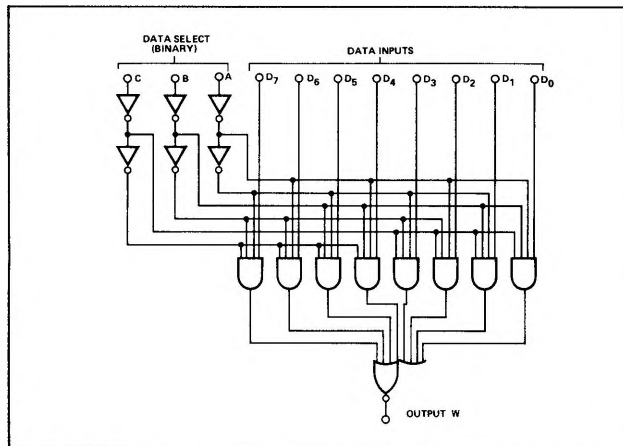 DATA SELECT
(BINARY)
DATA INPUTS
C B A D7 D6 D5 D4 D3 D2 D1 D0
OUTPUT W